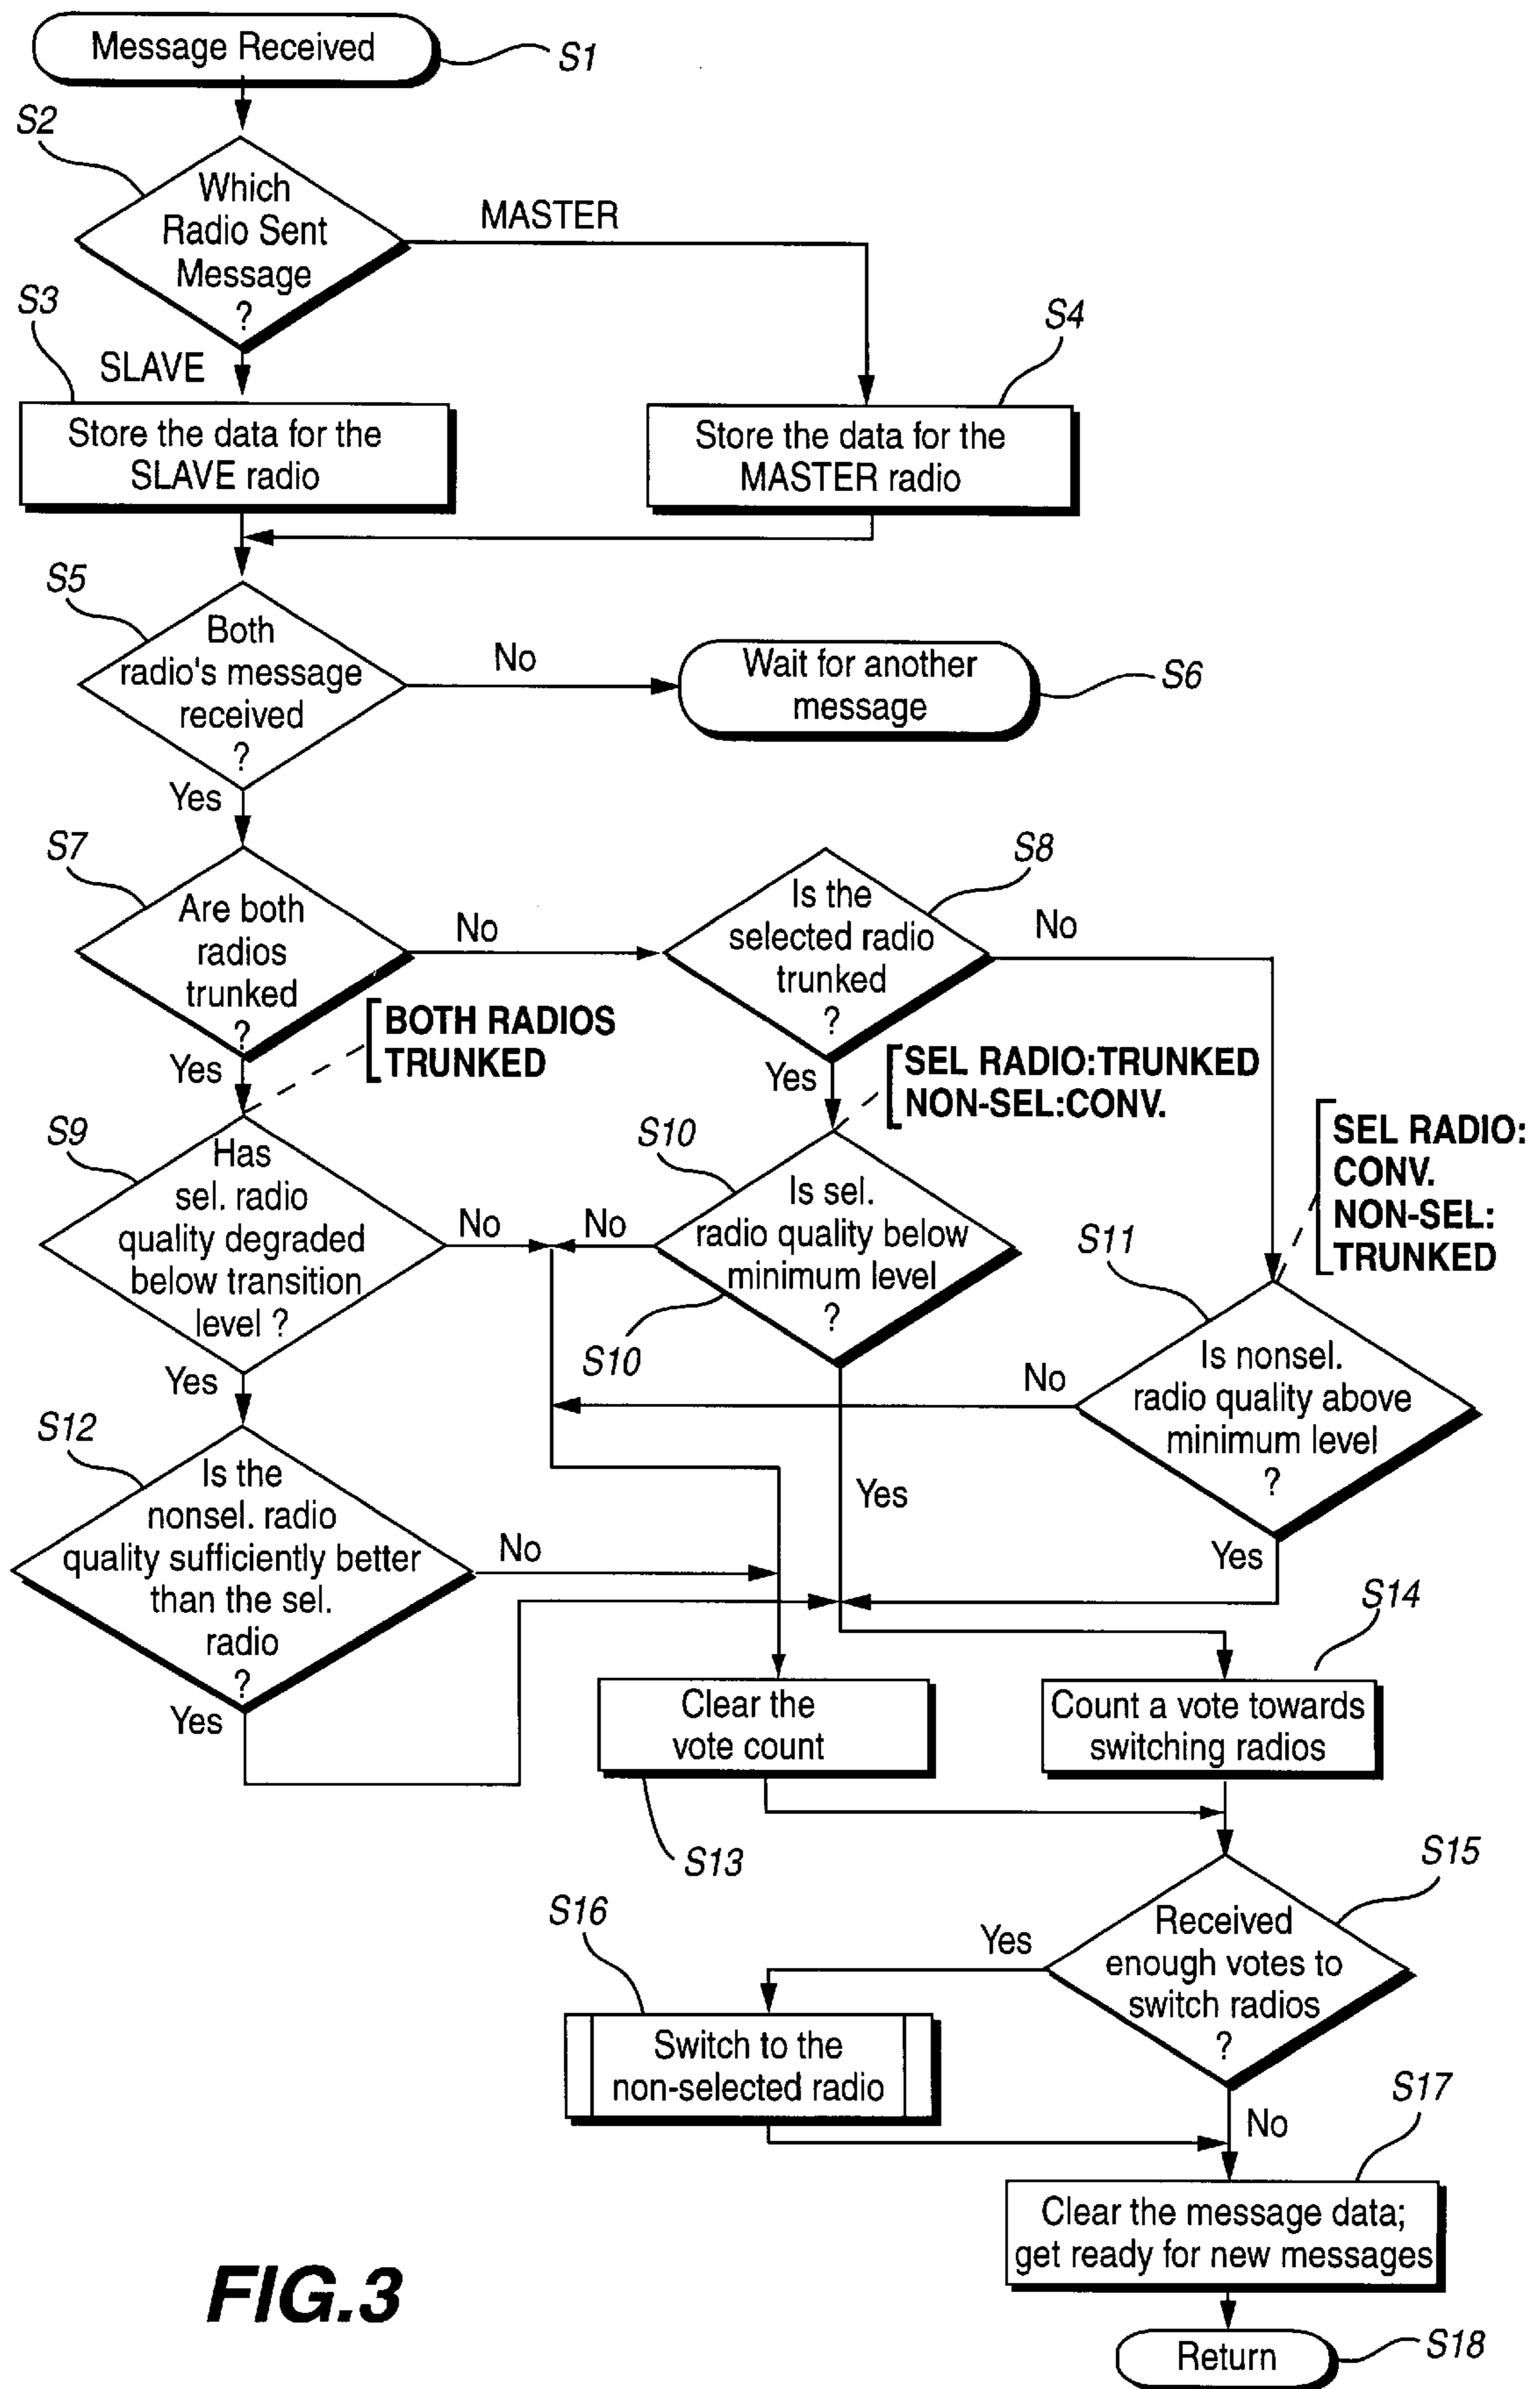 Message Received
S1
S2
Which
Radio Sent
Message
?
MASTER
SLAVE
S3
Store the data for the
SLAVE radio
S4
Store the data for the
MASTER radio
S5
Both
radio's message
received
?
No
Wait for another
message
S6
Yes
S7
Are both
radios
trunked
?
No
S8
Is the
selected radio
trunked
?
No
Yes
BOTH RADIOS
TRUNKED
Yes
SEL RADIO:TRUNKED
NON-SEL:CONV.
SEL RADIO:
CONV.
NON-SEL:
TRUNKED
S9
Has
sel. radio
quality degraded
below transition
level ?
No
No
S10
Is sel.
radio quality below
minimum level
?
S10
S11
Is nonsel.
radio quality above
minimum level
?
No
Yes
Yes
Yes
S12
Is the
nonsel. radio
quality sufficiently better
than the sel.
radio
?
No
Yes
Clear the
vote count
S13
S14
Count a vote towards
switching radios
S15
Received
enough votes to
switch radios
?
Yes
S16
Switch to the
non-selected radio
No
S17
Clear the message data;
get ready for new messages
Return
S18
FIG.3